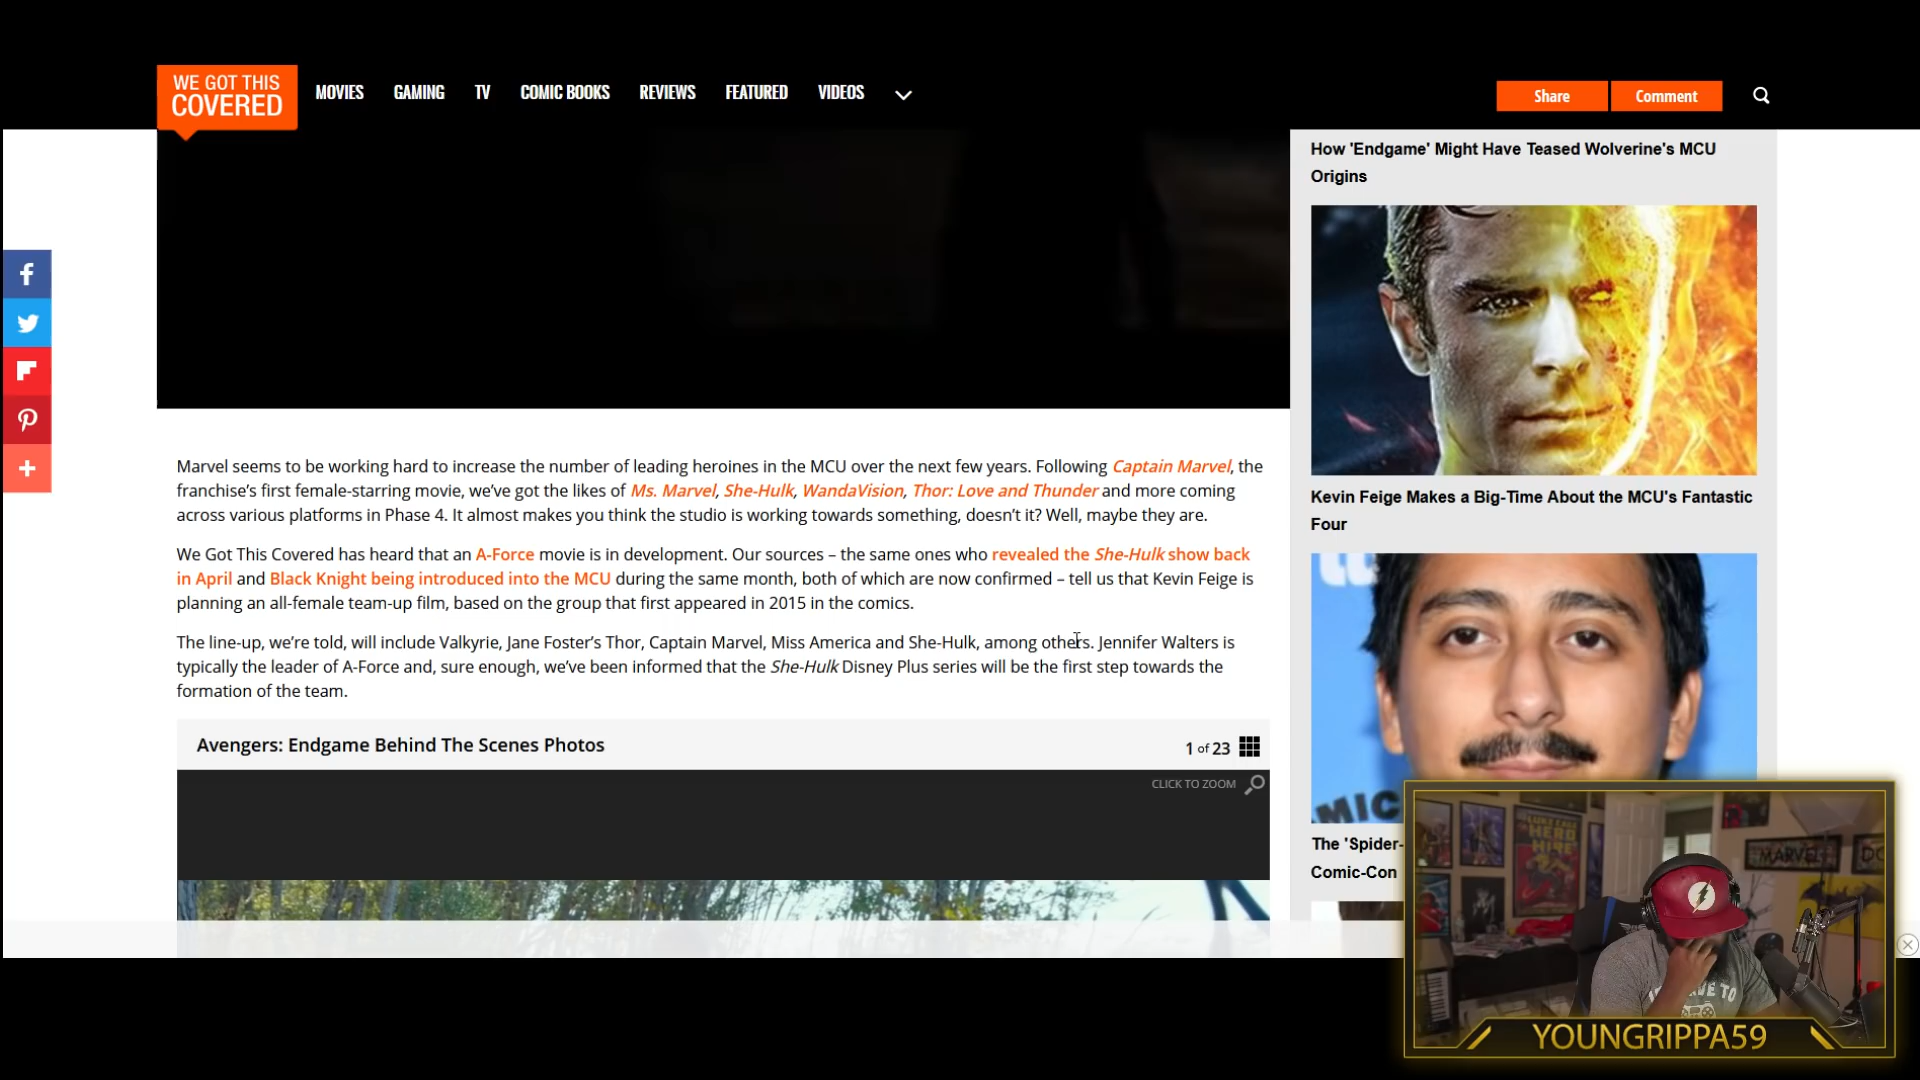 WE GOT THIS
COVERED
MOVIES GAMING TV COMIC BOOKS REVIEWS FEATURED VIDEOS
Share Comment
How 'Endgame' Might Have Teased Wolverine's MCU
Origins
Marvel seems to be working hard to increase the number of leading heroines in the MCU over the next few years. Following Captain Marvel, the
franchise's first female-starring movie, we've got the likes of Ms. Marvel, She-Hulk, WandaVision, Thor: Love and Thunder and more coming
across various platforms in Phase 4. It almost makes you think the studio is working towards something, doesn't it? Well, maybe they are.
We Got This Covered has heard that an A-Force movie is in development. Our sources – the same ones who revealed the She-Hulk show back
in April and Black Knight being introduced into the MCU during the same month, both of which are now confirmed – tell us that Kevin Feige is
planning an all-female team-up film, based on the group that first appeared in 2015 in the comics.
The line-up, we're told, will include Valkyrie, Jane Foster's Thor, Captain Marvel, Miss America and She-Hulk, among others. Jennifer Walters is
typically the leader of A-Force and, sure enough, we've been informed that the She-Hulk Disney Plus series will be the first step towards the
formation of the team.
Avengers: Endgame Behind The Scenes Photos
1 of 23
CLICK TO ZOOM
Kevin Feige Makes a Big-Time About the MCU's Fantastic
Four
MIC
The 'Spider-
Comic-Con
LUKE CAGE
HERO
HIRE
MARVEL
DC
TO
YOUNGRIPPA59